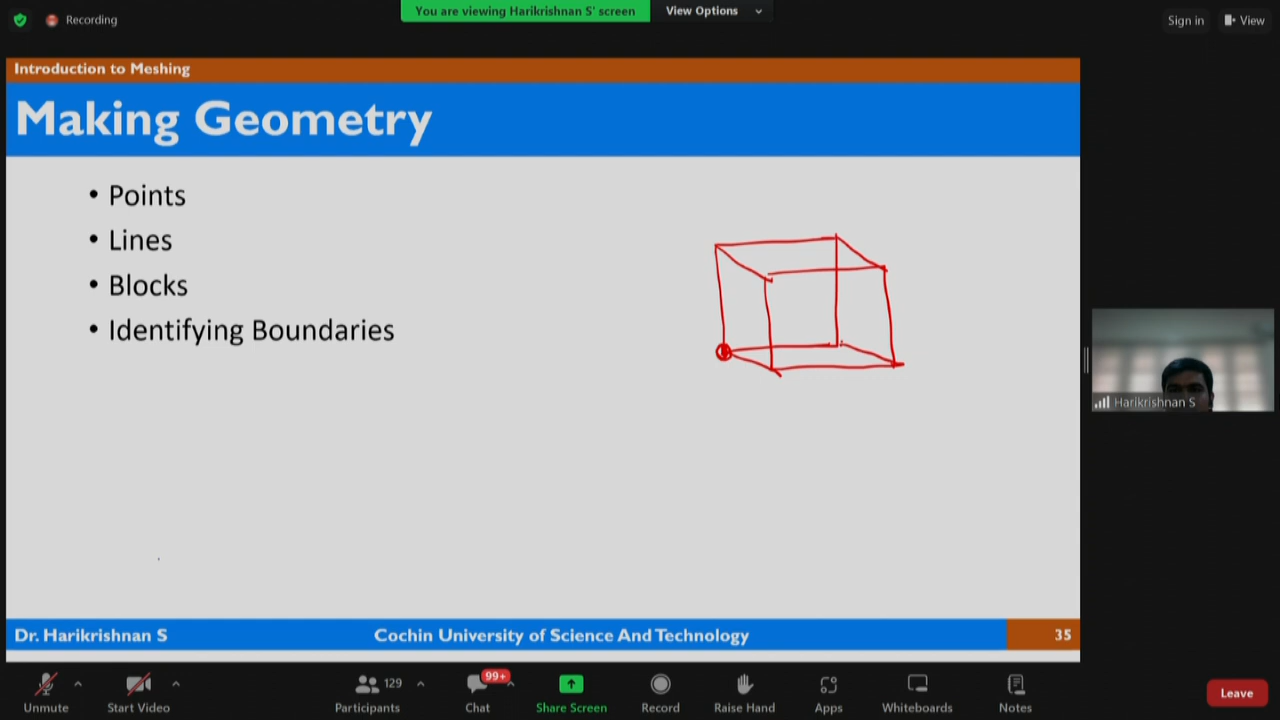 Recording
You are viewing Harikrishnan S' screen
View Options
Sign in
View
Introduction to Meshing
Making Geometry
• Points
• Lines
• Blocks
• Identifying Boundaries
Harikrishnan S
Dr. Harikrishnan S
Cochin University of Science And Technology
35
Unmute
Start Video
129
Participants
99+
Chat
Share Screen
Record
Raise Hand
Apps
Whiteboards
Notes
Leave